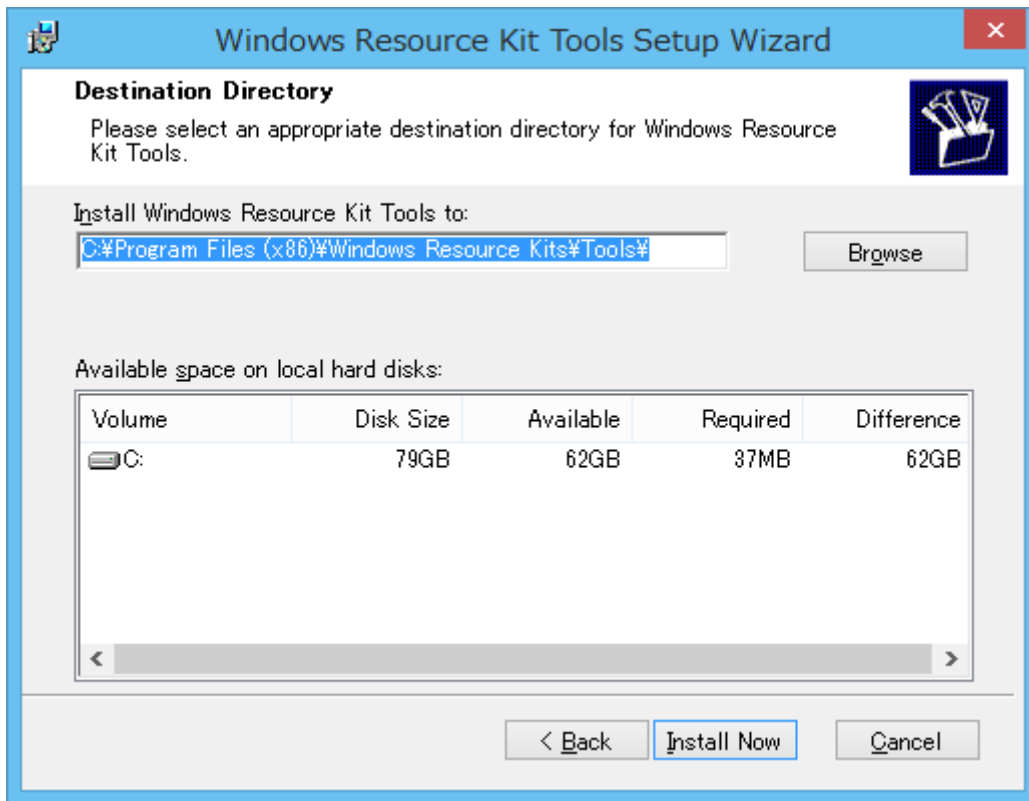 Windows Resource Kit Tools Setup Wizard
Destination Directory
Please select an appropriate destination directory for Windows Resource
Kit Tools.
Install Windows Resource Kit Tools to:
C:¥Program Files (x86)¥Windows Resource Kits¥Tools¥
Browse
Available space on local hard disks:
Volume Disk Size Available Required Difference
C: 79GB 62GB 37MB 62GB
< Back Install Now Cancel